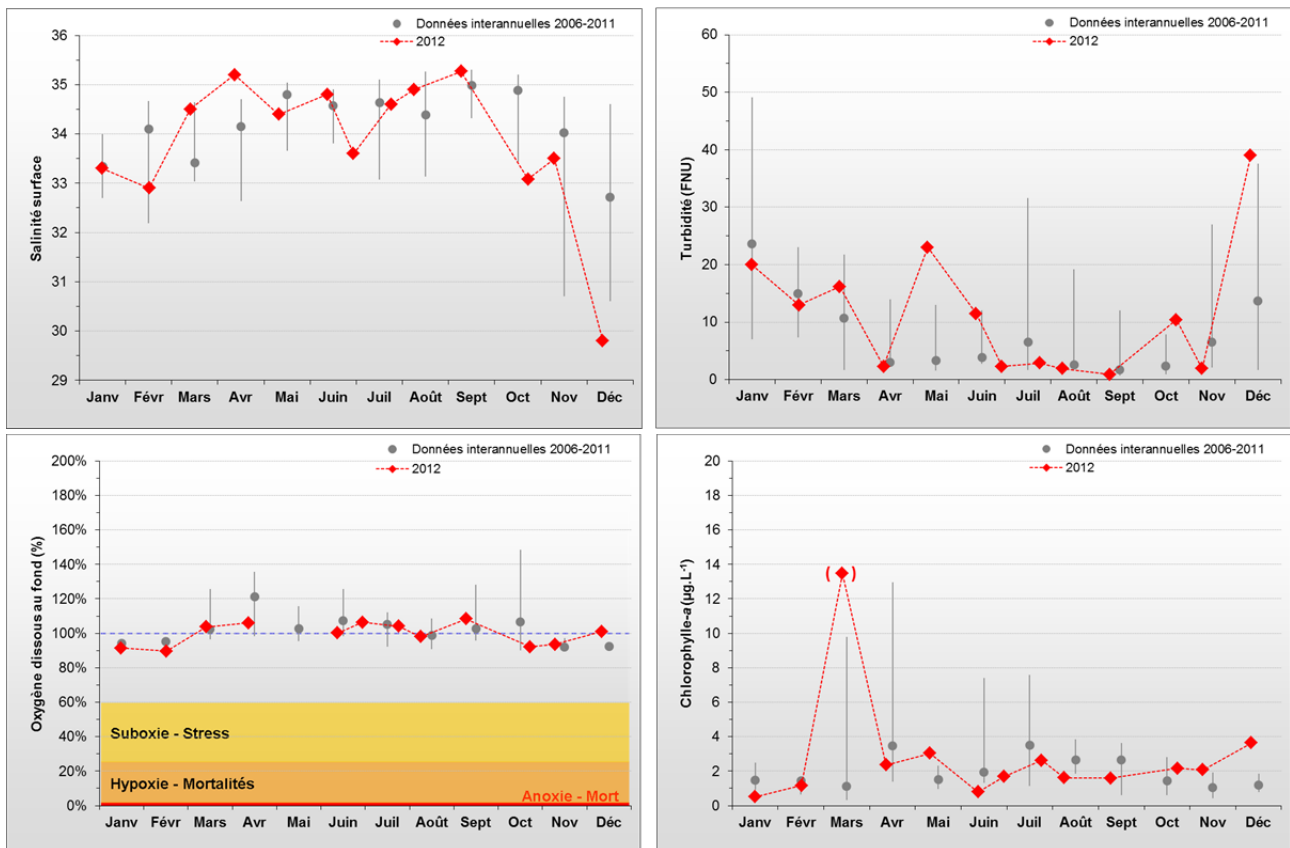 Données interannuelles 2006-2011
2012
Salinité surface
36
35
34
33
32
31
30
29
Janv Févr Mars Avr Mai Juin Juil Août Sept Oct Nov Déc
Données interannuelles 2006-2011
2012
Turbidité (FNU)
60
50
40
30
20
10
0
Janv Févr Mars Avr Mai Juin Juil Août Sept Oct Nov Déc
Données interannuelles 2006-2011
2012
Oxygène dissous au fond (%)
200%
180%
160%
140%
120%
100%
80%
60%
40%
20%
0%
Suboxie - Stress
Hypoxie - Mortalités
Anoxie - Mort
Janv Févr Mars Avr Mai Juin Juil Août Sept Oct Nov Déc
Données interannuelles 2006-2011
2012
Chlorophylle-a (µg.L⁻¹)
20
18
16
14
12
10
8
6
4
2
0
( )
Janv Févr Mars Avr Mai Juin Juil Août Sept Oct Nov Déc